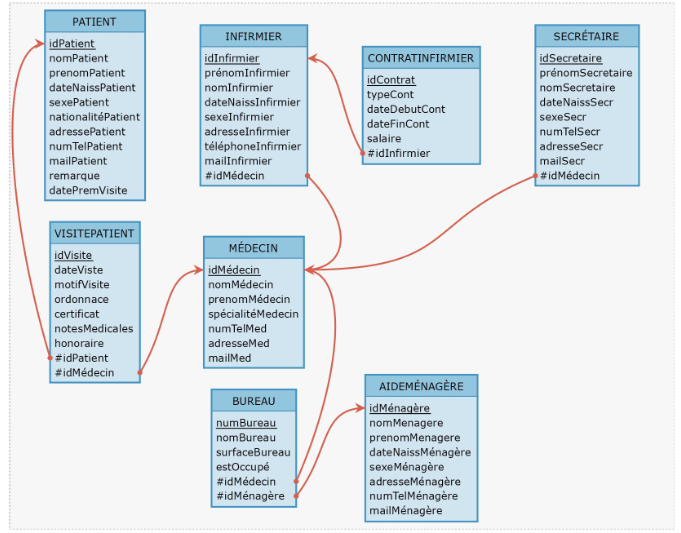 PATIENT
idPatient
nomPatient
prenomPatient
dateNaissPatient
sexePatient
nationalitéPatient
adressePatient
numTelPatient
mailPatient
remarque
datePremVisite
INFIRMIER
idInfirmier
prénomInfirmier
nomInfirmier
dateNaissInfirmier
sexeInfirmier
adresseInfirmier
téléphoneInfirmier
mailInfirmier
#idMédecin
CONTRATINFIRMIER
idContrat
typeCont
dateDebutCont
dateFinCont
salaire
#idInfirmier
SECRÉTAIRE
idSecretaire
prénomSecretaire
nomSecretaire
dateNaissSecr
sexeSecr
numTelSecr
adresseSecr
mailSecr
#idMédecin
VISITEPATIENT
idVisite
dateViste
motifVisite
ordonnace
certificat
notesMedicales
honoraire
#idPatient
#idMédecin
MÉDECIN
idMédecin
nomMédecin
prenomMédecin
spécialitéMedecin
numTelMed
adresseMed
mailMed
BUREAU
numBureau
nomBureau
surfaceBureau
estOccupé
#idMédecin
#idMénagère
AIDEMÉNAGÈRE
idMénagère
nomMenagere
prenomMenagere
dateNaissMénagère
sexeMénagère
adresseMénagère
numTelMénagère
mailMénagère